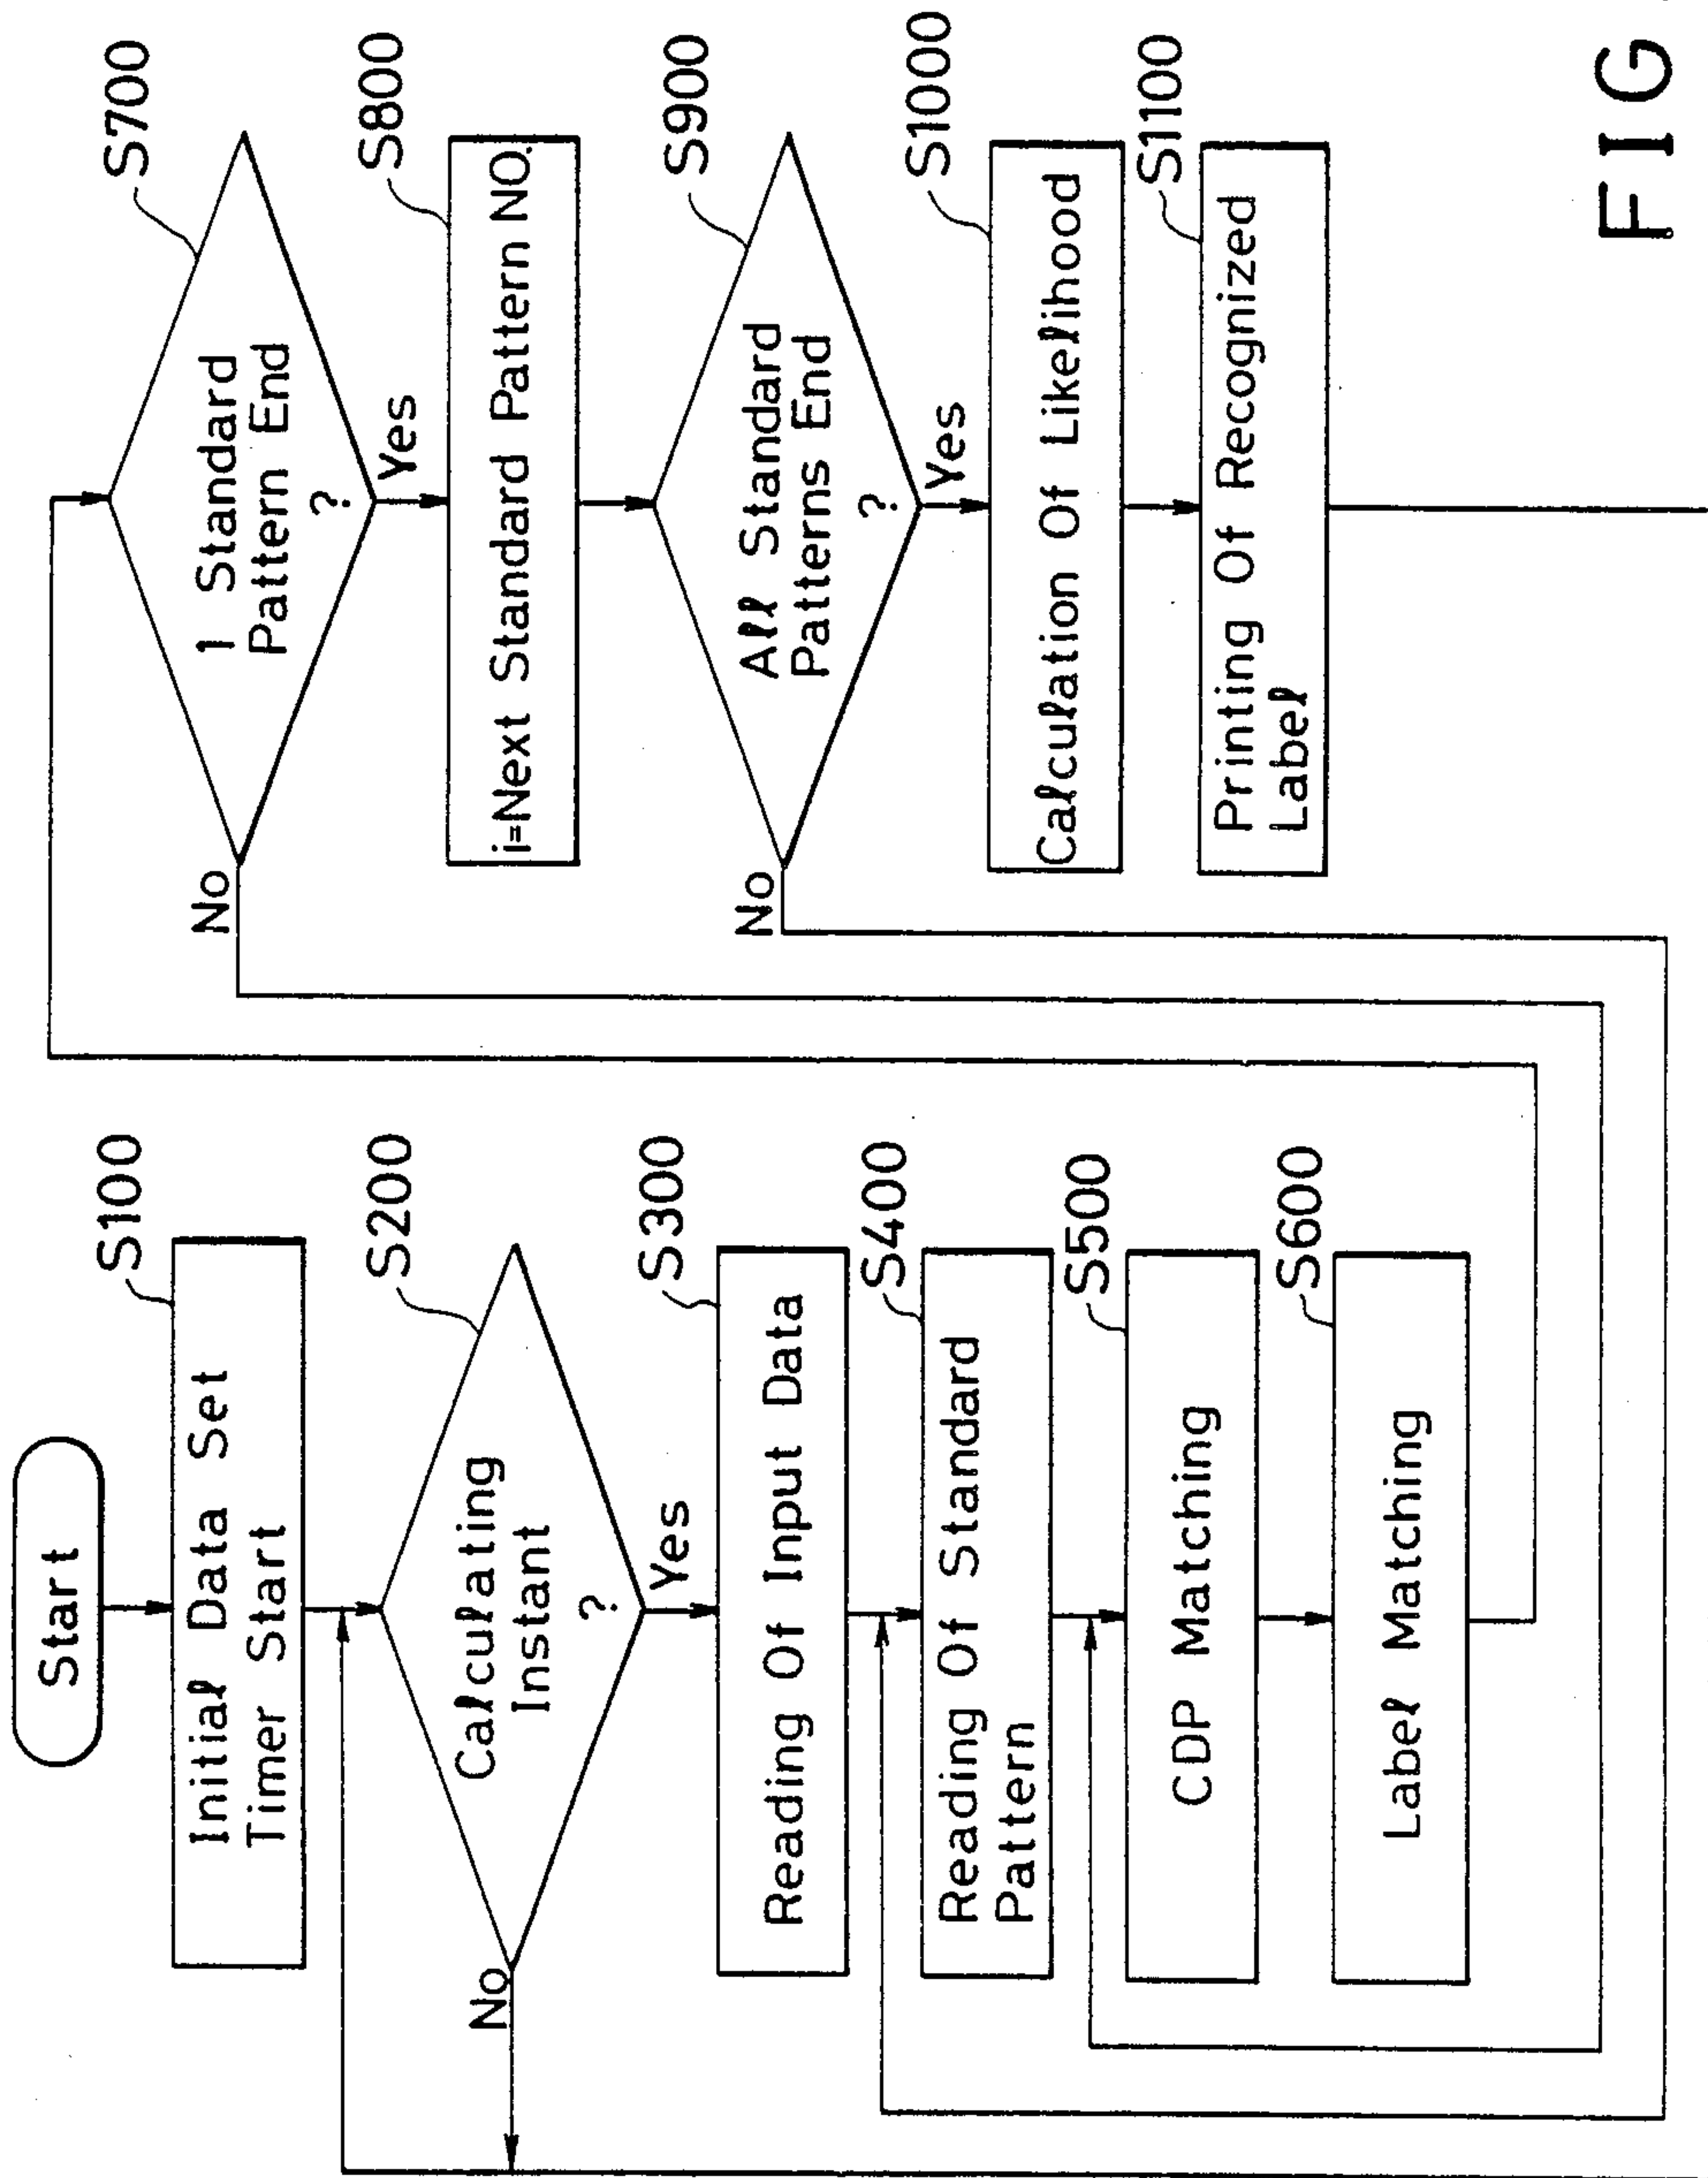 Start
S100
Initial Data Set
Timer Start
S200
Calculating
Instant
?
No
Yes
S300
Reading Of Input Data
S400
Reading Of Standard
Pattern
S500
CDP Matching
S600
Label Matching
S700
1 Standard
Pattern End
?
No
Yes
S800
i=Next Standard Pattern NO.
S900
All Standard
Patterns End
?
No
Yes
S1000
Calculation Of Likelihood
S1100
Printing Of Recognized
Label
FIG